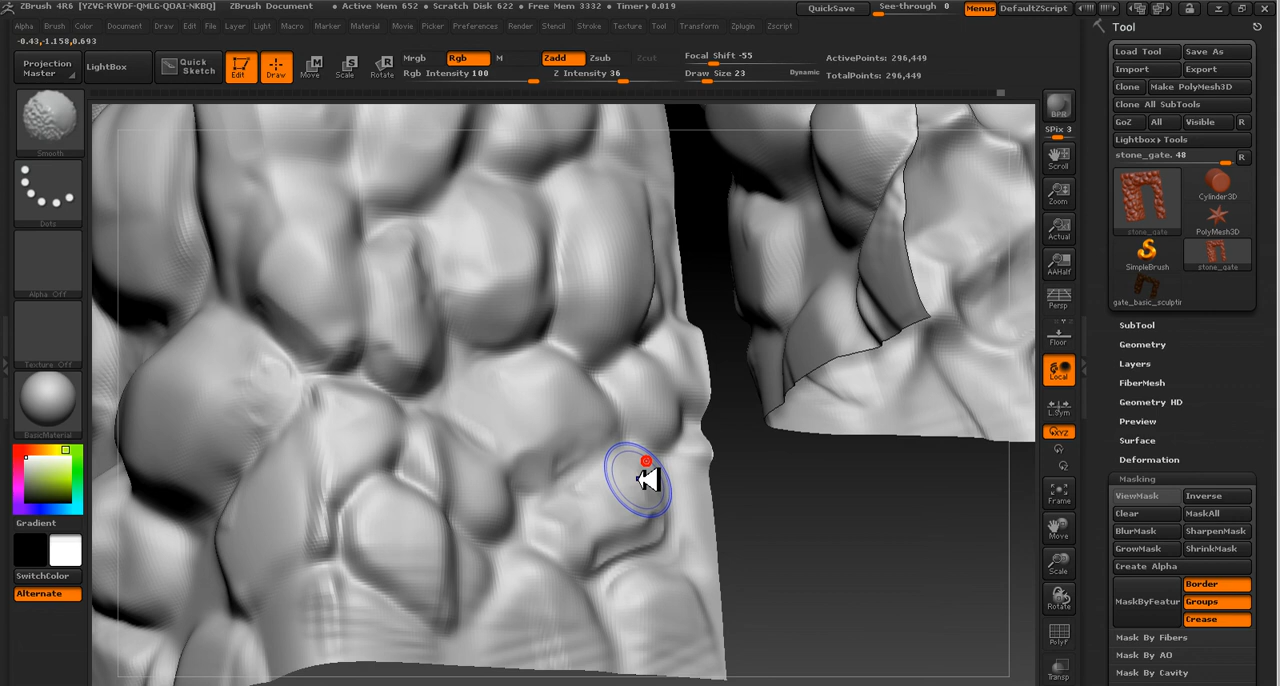 ZBrush 4R6 [YZVG-RWDF-QMLG-QOAI-NKBQ] ZBrush Document • Active Mem 652 • Scratch Disk 622 • Free Mem 3332 • Timer▸0.019 QuickSave See-through 0 Menus DefaultZScript
Alpha Brush Color Document Draw Edit File Layer Light Macro Marker Material Movie Picker Preferences Render Stencil Stroke Texture Tool Transform Zplugin Zscript
-0.43,-1.158,0.693
Projection Master
LightBox
Quick Sketch
Edit
Draw
Move
Scale
Rotate
Mrgb Rgb M
Rgb Intensity 100
Zadd Zsub Zcut
Z Intensity 36
Focal Shift -55
Draw Size 23 Dynamic
ActivePoints: 296,449
TotalPoints: 296,449
Smooth
Dots
Alpha Off
Texture Off
BasicMaterial
Gradient
SwitchColor
Alternate
BPR
SPix 3
Scroll
Zoom
Actual
AAHalf
Persp
Floor
Local
L.Sym
XYZ
Frame
Move
Scale
Rotate
PolyF
Transp
Tool
Load Tool Save As
Import Export
Clone Make PolyMesh3D
Clone All SubTools
GoZ All Visible R
Lightbox▸Tools
stone_gate. 48 R
stone_gate
Cylinder3D
PolyMesh3D
SimpleBrush
stone_gate
gate_basic_sculptir
SubTool
Geometry
Layers
FiberMesh
Geometry HD
Preview
Surface
Deformation
Masking
ViewMask Inverse
Clear MaskAll
BlurMask SharpenMask
GrowMask ShrinkMask
Create Alpha
MaskByFeatur
Border
Groups
Crease
Mask By Fibers
Mask By AO
Mask By Cavity